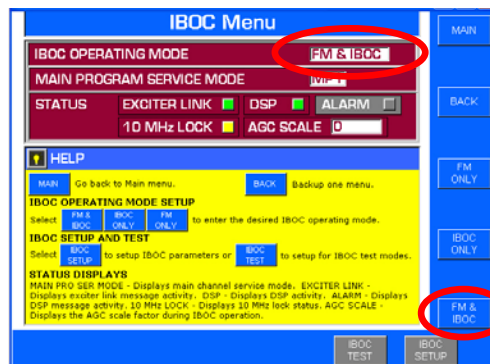 IBOC Menu
MAIN
IBOC OPERATING MODE FM & IBOC
MAIN PROGRAM SERVICE MODE MP1
STATUS EXCITER LINK DSP ALARM
BACK
10 MHz LOCK AGC SCALE 0
? HELP
MAIN Go back to Main menu. BACK Backup one menu.
FM
ONLY
IBOC OPERATING MODE SETUP
Select FM &
IBOC IBOC
ONLY FM
ONLY to enter the desired IBOC operating mode.
IBOC SETUP AND TEST
IBOC
ONLY
Select IBOC
SETUP to setup IBOC parameters or IBOC
TEST to setup for IBOC test modes.
STATUS DISPLAYS
MAIN PRO SER MODE - Displays main channel service mode. EXCITER LINK -
Displays exciter link message activity. DSP - Displays DSP activity. ALARM - Displays
DSP message activity. 10 MHz LOCK - Displays 10 MHz lock status. AGC SCALE -
Displays the AGC scale factor during IBOC operation.
FM &
IBOC
IBOC
TEST
IBOC
SETUP